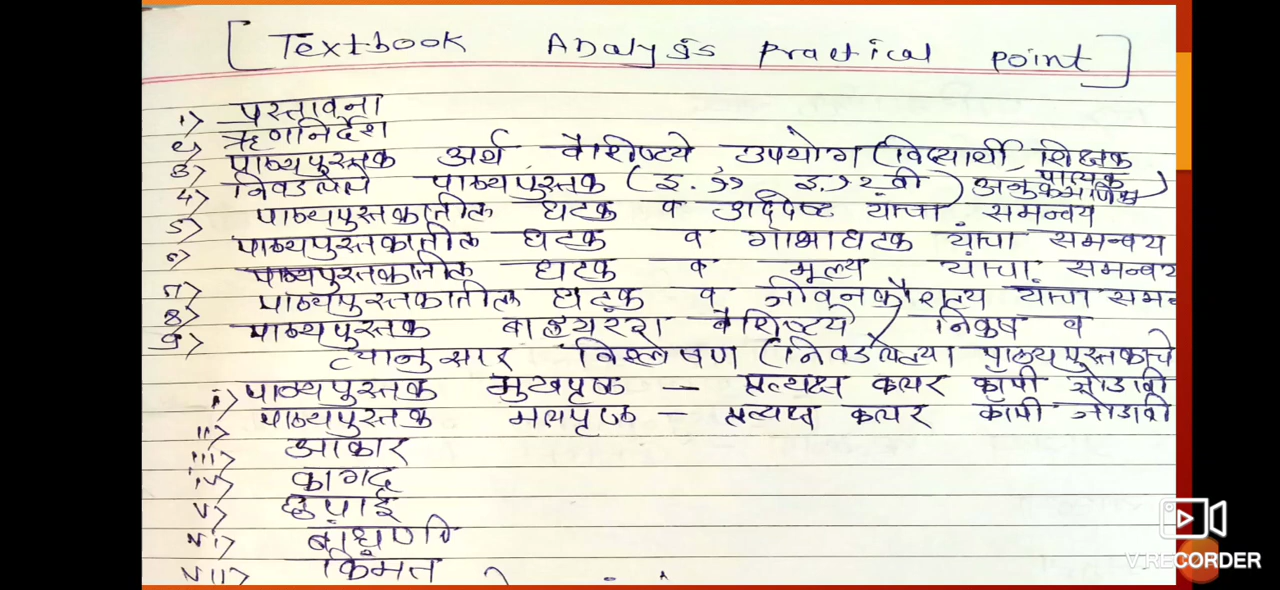 [Textbook Analysis practical point]
1) प्रस्तावना
2) ऋणनिर्देश
3) पाठ्यपुस्तक अर्थ वैशिष्ट्ये उपयोग (विद्यार्थी, शिक्षक
पालक)
4) निवडलेले पाठ्यपुस्तक (इ. ११ इ. १२ वी) अनुक्रमणिका
5) पाठ्यपुस्तकातील घटक व उद्दिष्ट यांचा समन्वय
6) पाठ्यपुस्तकातील घटक व गाभाघटक यांचा समन्वय
7) पाठ्यपुस्तकातील घटक व मूल्य यांचा समन्वय
8) पाठ्यपुस्तकातील घटक व जीवनकौशल्य यांचा समन
9) पाठ्यपुस्तक बाह्यरंग वैशिष्ट्ये / निकष व
त्यानुसार विश्लेषण (निवडलेल्या पाठ्यपुस्तकाचे
i) पाठ्यपुस्तक मुखपृष्ठ – प्रत्यक्ष कव्हर कॉपी जोडावी
ii) पाठ्यपुस्तक मलपृष्ठ – प्रत्यक्ष कव्हर कॉपी जोडावी
iii) आकार
iv) कागद
v) छपाई
vi) बांधणी
vii) किंमत
V RECORDER